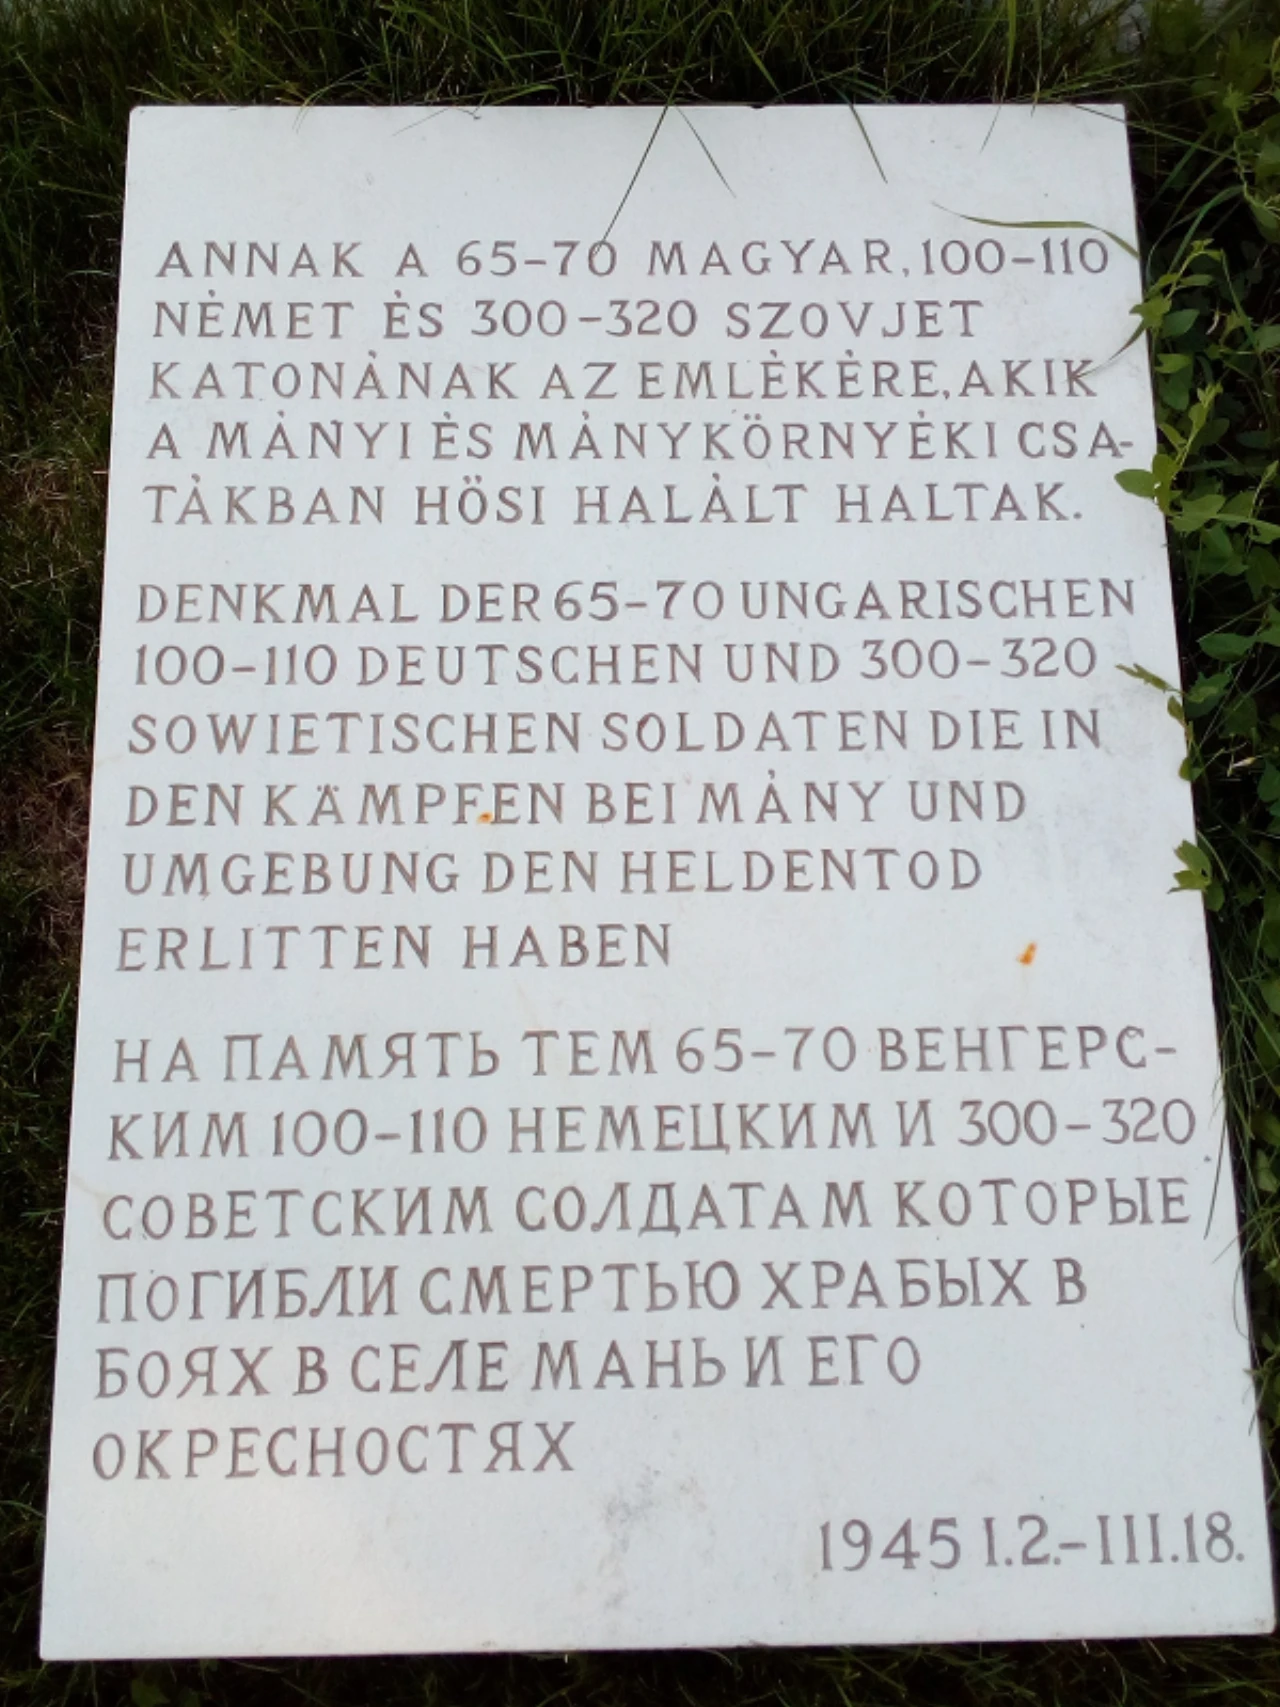 ANNAK A 65-70 MAGYAR, 100-110
NÉMET ÉS 300-320 SZOVJET
KATONÁNAK AZ EMLÉKÉRE, AKIK
A MÁNYI ÉS MÁNYKÖRNYÉKI CSA-
TÁKBAN HÖSI HALÁLT HALTAK.
DENKMAL DER 65-70 UNGARISCHEN
100-110 DEUTSCHEN UND 300-320
SOWIETISCHEN SOLDATEN DIE IN
DEN KÄMPFEN BEI MÁNY UND
UMGEBUNG DEN HELDENTOD
ERLITTEN HABEN
НА ПАМЯТЬ ТЕМ 65-70 ВЕНГЕРС-
КИМ 100-110 НЕМЕЦКИМ И 300-320
СОВЕТСКИМ СОЛДАТАМ КОТОРЫЕ
ПОГИБЛИ СМЕРТЬЮ ХРАБЫХ В
БОЯХ В СЕЛЕ МАНЬ И ЕГО
ОКРЕСНОСТЯХ
1945 I.2.-III.18.